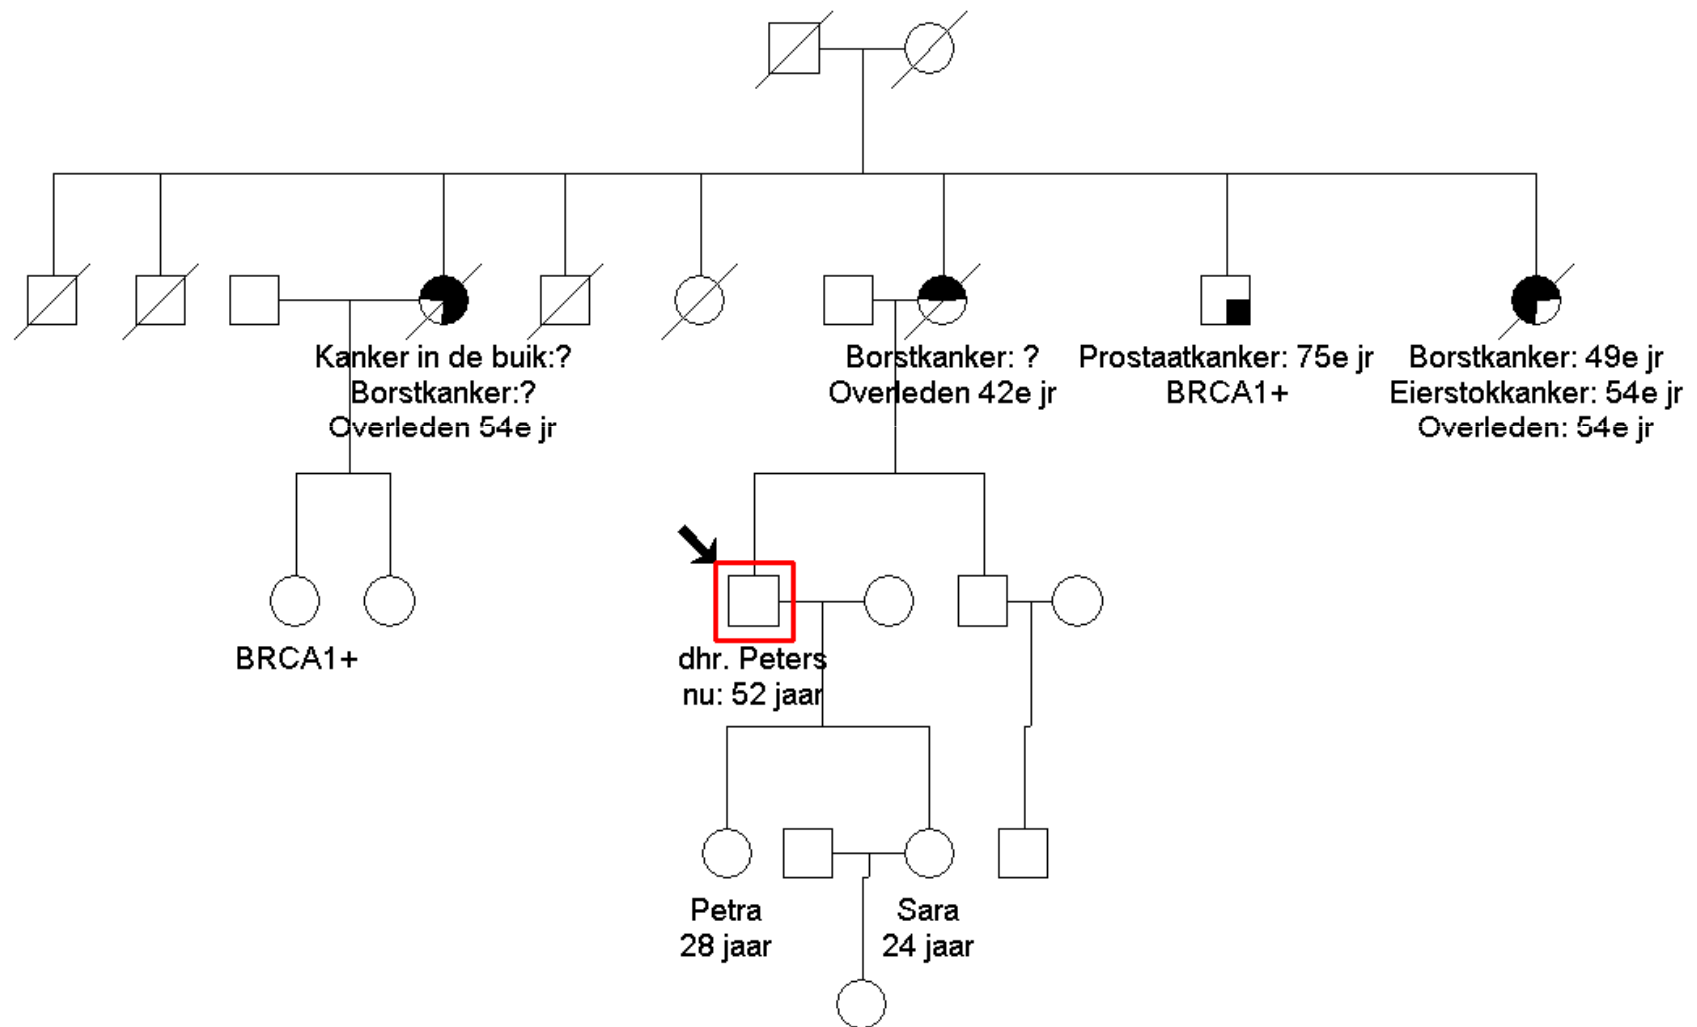 Kanker in de buik:?
Borstkanker:?
Overleden 54e jr
Borstkanker: ?
Overleden 42e jr
Prostaatkanker: 75e jr
BRCA1+
Borstkanker: 49e jr
Eierstokkanker: 54e jr
Overleden: 54e jr
BRCA1+
dhr. Peters
nu: 52 jaar
Petra
28 jaar
Sara
24 jaar